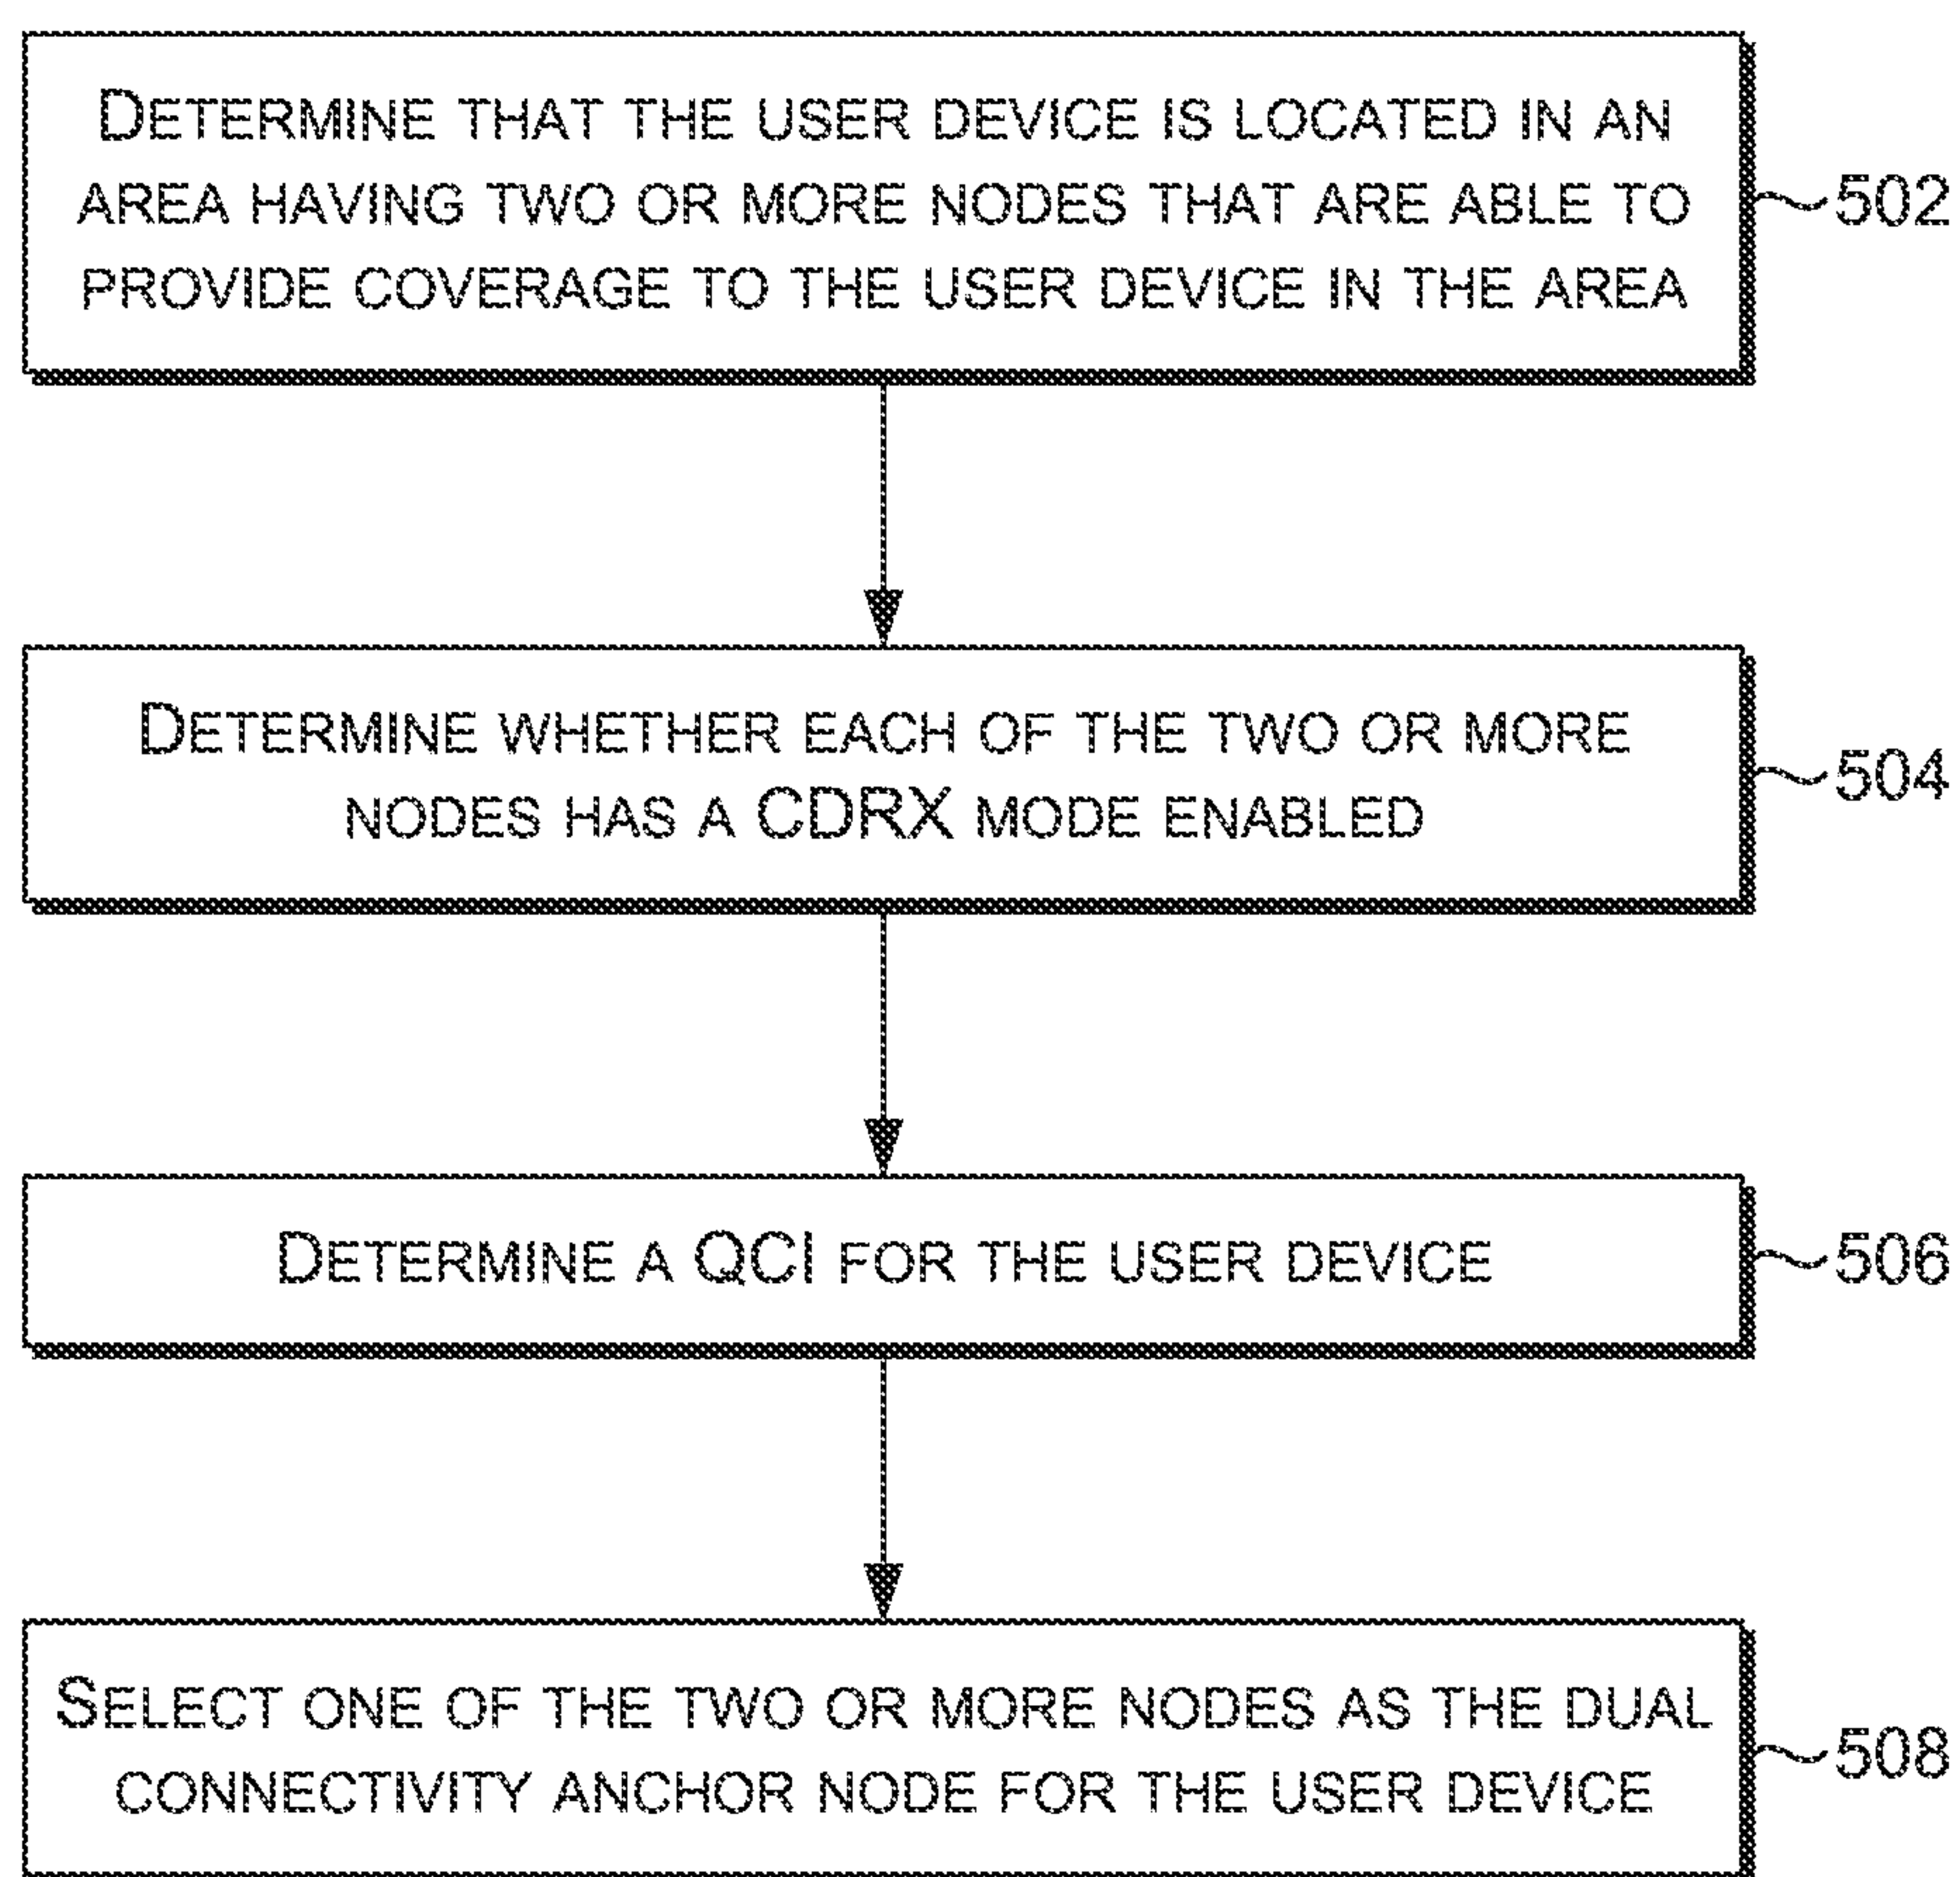 DETERMINE THAT THE USER DEVICE IS LOCATED IN AN
AREA HAVING TWO OR MORE NODES THAT ARE ABLE TO
PROVIDE COVERAGE TO THE USER DEVICE IN THE AREA
502
DETERMINE WHETHER EACH OF THE TWO OR MORE
NODES HAS A CDRX MODE ENABLED
504
DETERMINE A QCI FOR THE USER DEVICE
506
SELECT ONE OF THE TWO OR MORE NODES AS THE DUAL
CONNECTIVITY ANCHOR NODE FOR THE USER DEVICE
508